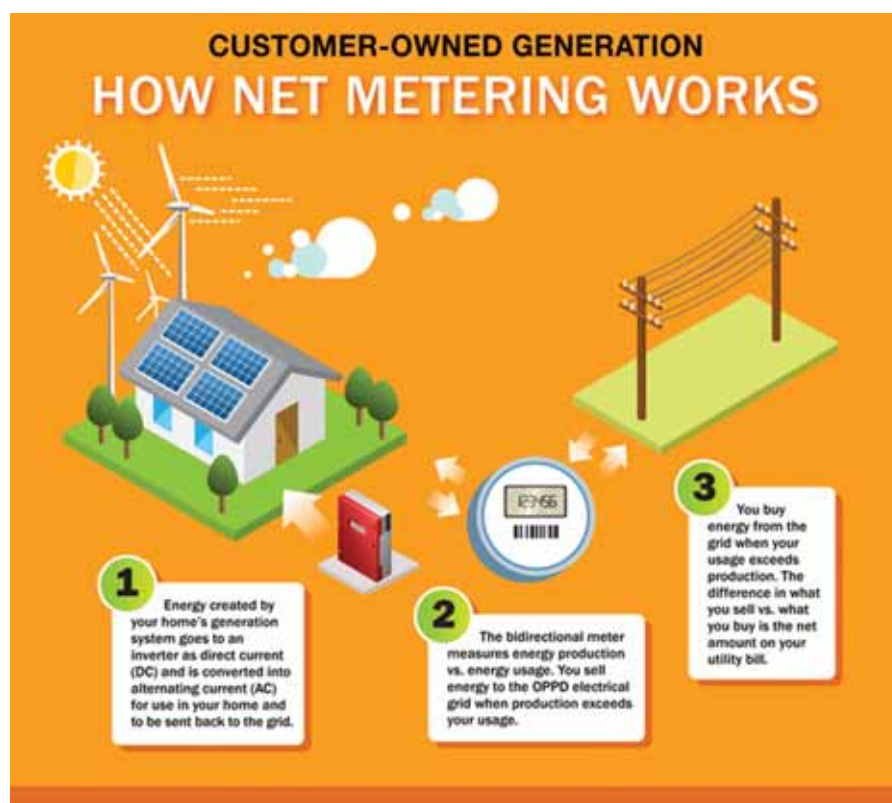 CUSTOMER-OWNED GENERATION
HOW NET METERING WORKS
1
Energy created by
your home's generation
system goes to an
inverter as direct current
(DC) and is converted into
alternating current (AC)
for use in your home and
to be sent back to the grid.
123456
2
The bidirectional meter
measures energy production
vs. energy usage. You sell
energy to the OPPD electrical
grid when production exceeds
your usage.
3
You buy
energy from the
grid when your
usage exceeds
production. The
difference in what
you sell vs. what
you buy is the net
amount on your
utility bill.